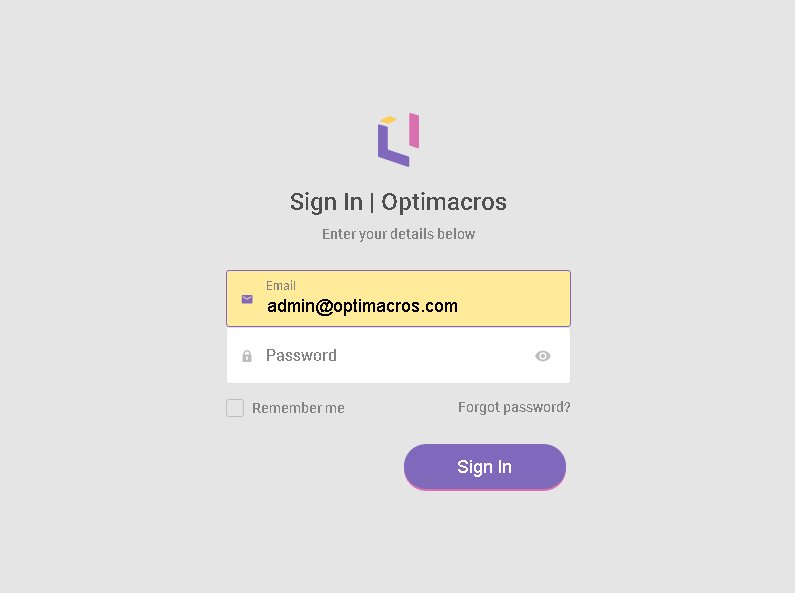 Sign In | Optimacros
Enter your details below
Email
admin@optimacros.com
Password
Remember me
Forgot password?
Sign In